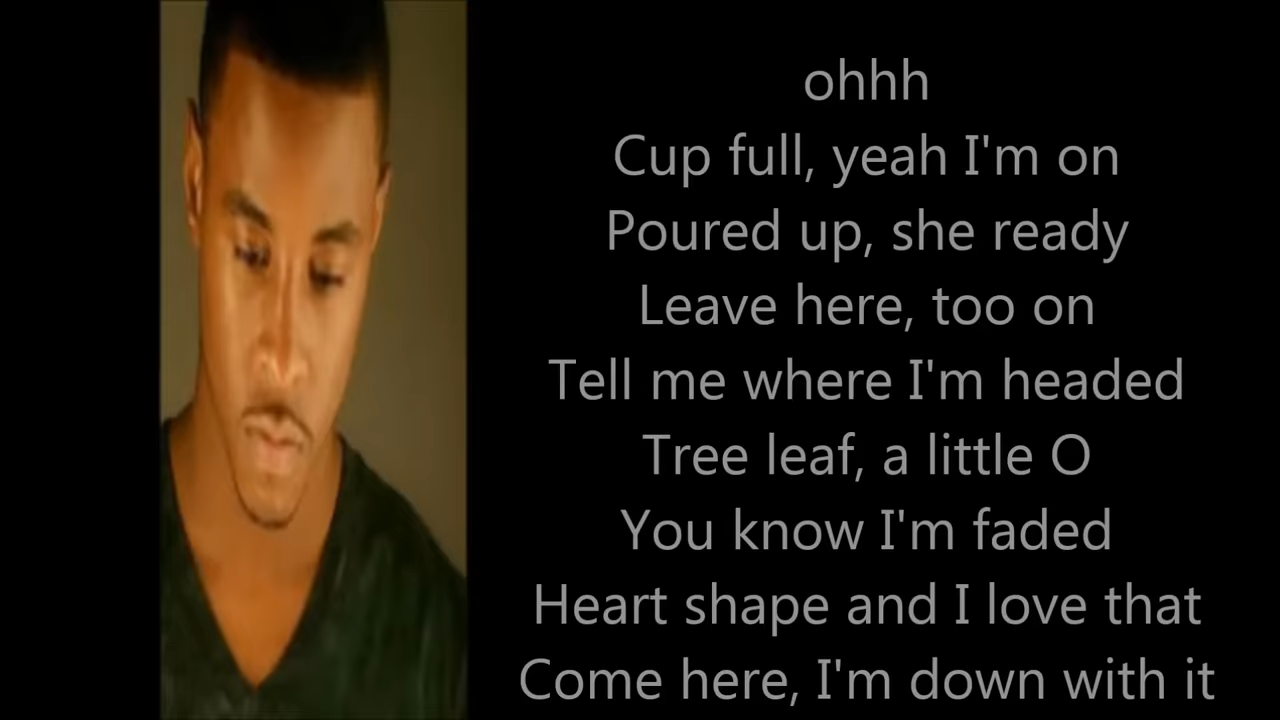 ohhh
Cup full, yeah I'm on
Poured up, she ready
Leave here, too on
Tell me where I'm headed
Tree leaf, a little O
You know I'm faded
Heart shape and I love that
Come here, I'm down with it